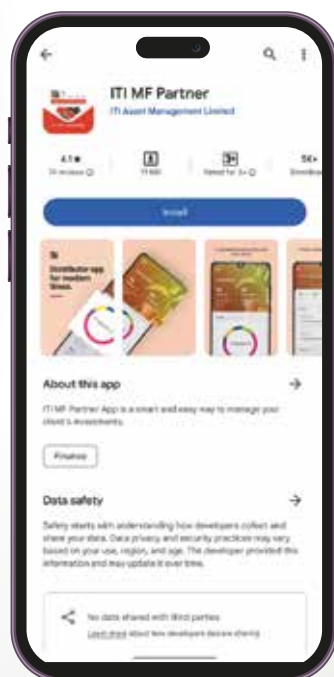 ITI MF Partner
ITI Asset Management Limited
4.1★
3+
5K+
Rated for 3+
Install
Distributor app
for modern
times.
About this app
ITI MF Partner App is a smart and easy way to manage your
client's investments.
Finance
Data safety
Safety starts with understanding how developers collect and
share your data. Data privacy and security practices may vary
based on your use, region, and age. The developer provided this
information and may update it over time.
No data shared with third parties
Learn more about how developers declare sharing